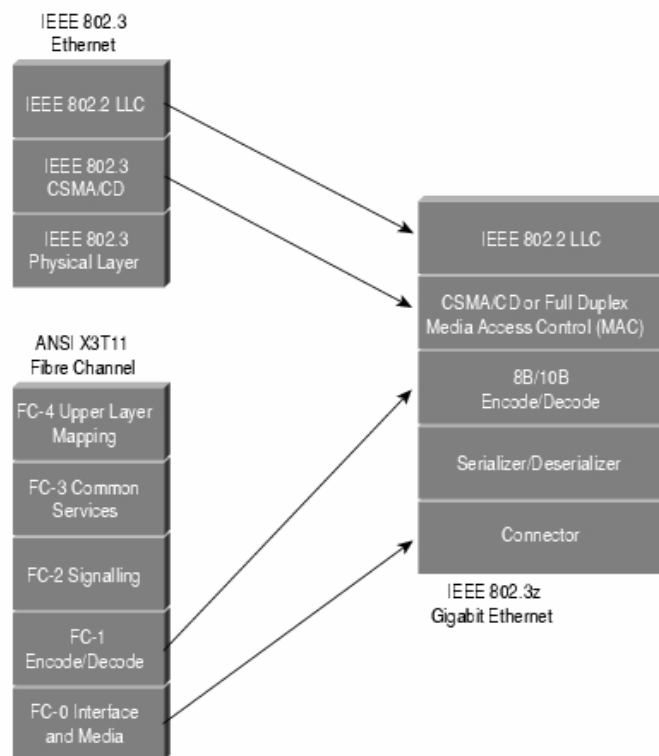 IEEE 802.3
Ethernet
IEEE 802.2 LLC
IEEE 802.3
CSMA/CD
IEEE 802.3
Physical Layer
ANSI X3T11
Fibre Channel
FC-4 Upper Layer
Mapping
FC-3 Common
Services
FC-2 Signalling
FC-1
Encode/Decode
FC-0 Interface
and Media
IEEE 802.2 LLC
CSMA/CD or Full Duplex
Media Access Control (MAC)
8B/10B
Encode/Decode
Serializer/Deserializer
Connector
IEEE 802.3z
Gigabit Ethernet